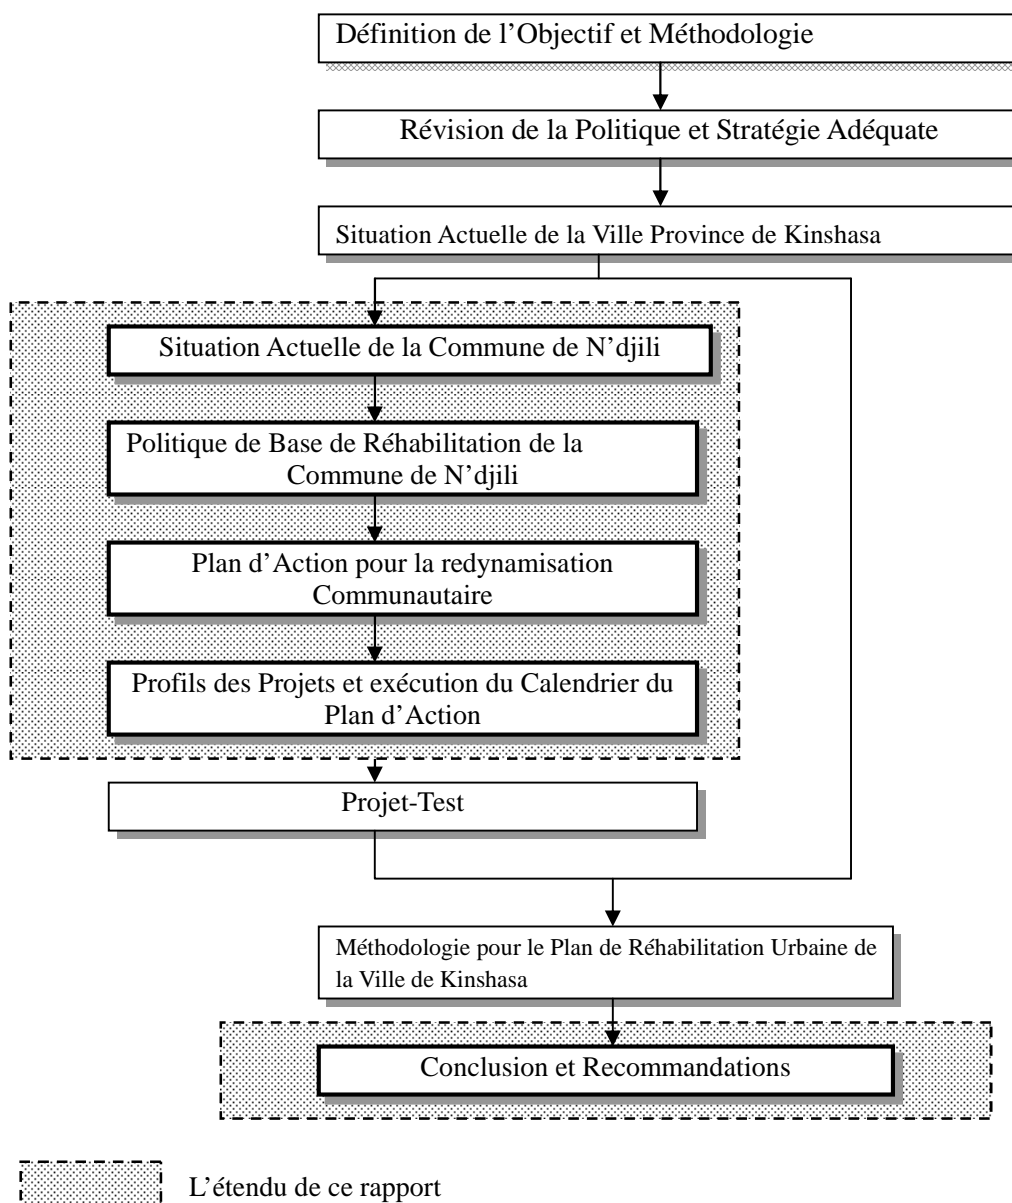 Définition de l’Objectif et Méthodologie
Révision de la Politique et Stratégie Adéquate
Situation Actuelle de la Ville Province de Kinshasa
Situation Actuelle de la Commune de N’djili
Politique de Base de Réhabilitation de la
Commune de N’djili
Plan d’Action pour la redynamisation
Communautaire
Profils des Projets et exécution du Calendrier du
Plan d’Action
Projet-Test
Méthodologie pour le Plan de Réhabilitation Urbaine de
la Ville de Kinshasa
Conclusion et Recommandations
L’étendu de ce rapport